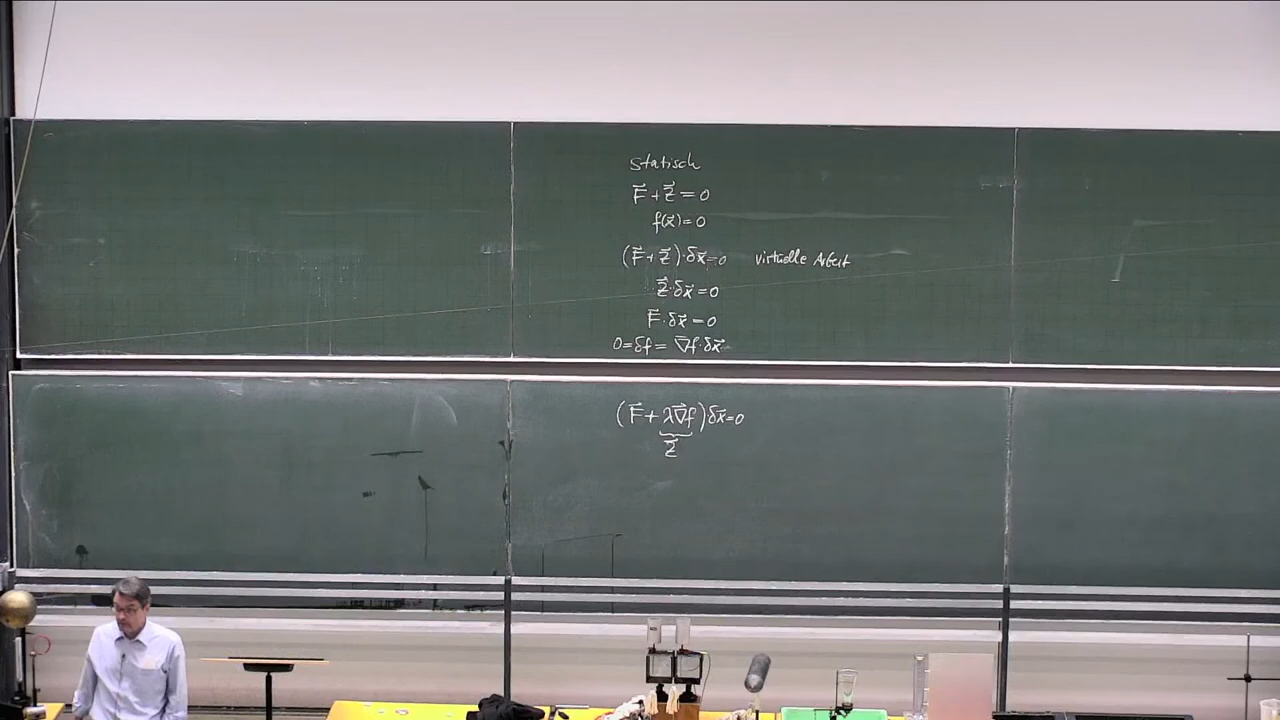 statisch
F⃗ + Z⃗ = 0
f(x⃗) = 0
(F⃗ + Z⃗)·δx⃗ = 0 virtuelle Arbeit
Z⃗·δx⃗ = 0
F⃗·δx⃗ = 0
0 = δf = ∇⃗f·δx⃗
(F⃗ + λ∇⃗f)δx⃗ = 0
Z⃗